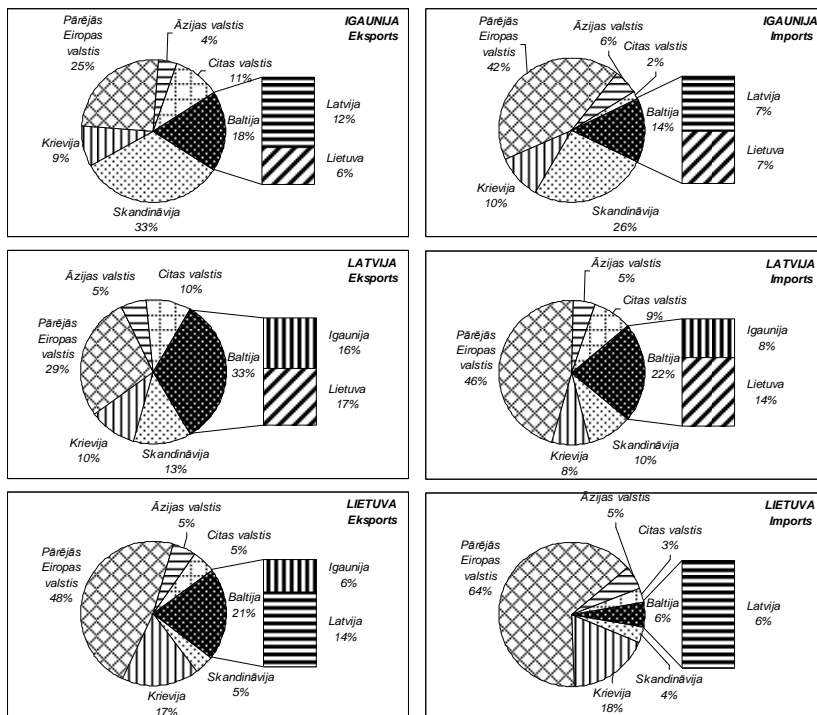 IGAUNIJA
Eksports
Pārējās
Eiropas
valstis
25%
Āzijas valstis
4%
Citas valstis
11%
Baltija
18%
Latvija
12%
Lietuva
6%
Krievija
9%
Skandināvija
33%
IGAUNIJA
Imports
Pārējās
Eiropas
valstis
42%
Āzijas valstis
6%
Citas valstis
2%
Baltija
14%
Latvija
7%
Lietuva
7%
Krievija
10%
Skandināvija
26%
LATVIJA
Eksports
Āzijas valstis
5%
Citas valstis
10%
Pārējās
Eiropas
valstis
29%
Baltija
33%
Igaunija
16%
Lietuva
17%
Krievija
10%
Skandināvija
13%
LATVIJA
Imports
Āzijas valstis
5%
Citas valstis
9%
Pārējās
Eiropas
valstis
46%
Baltija
22%
Igaunija
8%
Lietuva
14%
Krievija
8%
Skandināvija
10%
LIETUVA
Eksports
Āzijas valstis
5%
Citas valstis
5%
Pārējās
Eiropas
valstis
48%
Baltija
21%
Igaunija
6%
Latvija
14%
Krievija
17%
Skandināvija
5%
LIETUVA
Imports
Āzijas valstis
5%
Citas valstis
3%
Pārējās
Eiropas
valstis
64%
Baltija
6%
Latvija
6%
Krievija
18%
Skandināvija
4%